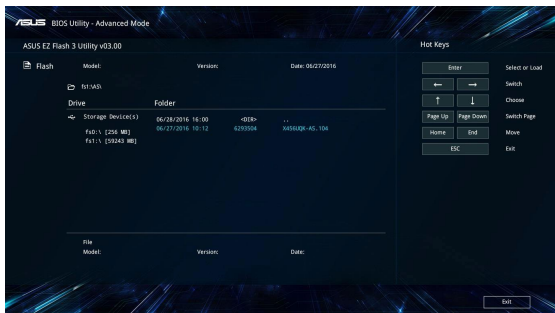 ASUS BIOS Utility - Advanced Mode
ASUS EZ Flash 3 Utility v03.00
Flash
Model: Version: Date: 06/27/2016
fs1:\AS\
Drive Folder
Storage Device(s)
fs0:\ [256 MB]
fs1:\ [59243 MB]
06/28/2016 16:00 <DIR> ..
06/27/2016 10:12 6293504 X456UQK-AS.104
File
Model: Version: Date:
Hot Keys
Enter Select or Load
← → Switch
↑ ↓ Choose
Page Up Page Down Switch Page
Home End Move
ESC Exit
Exit